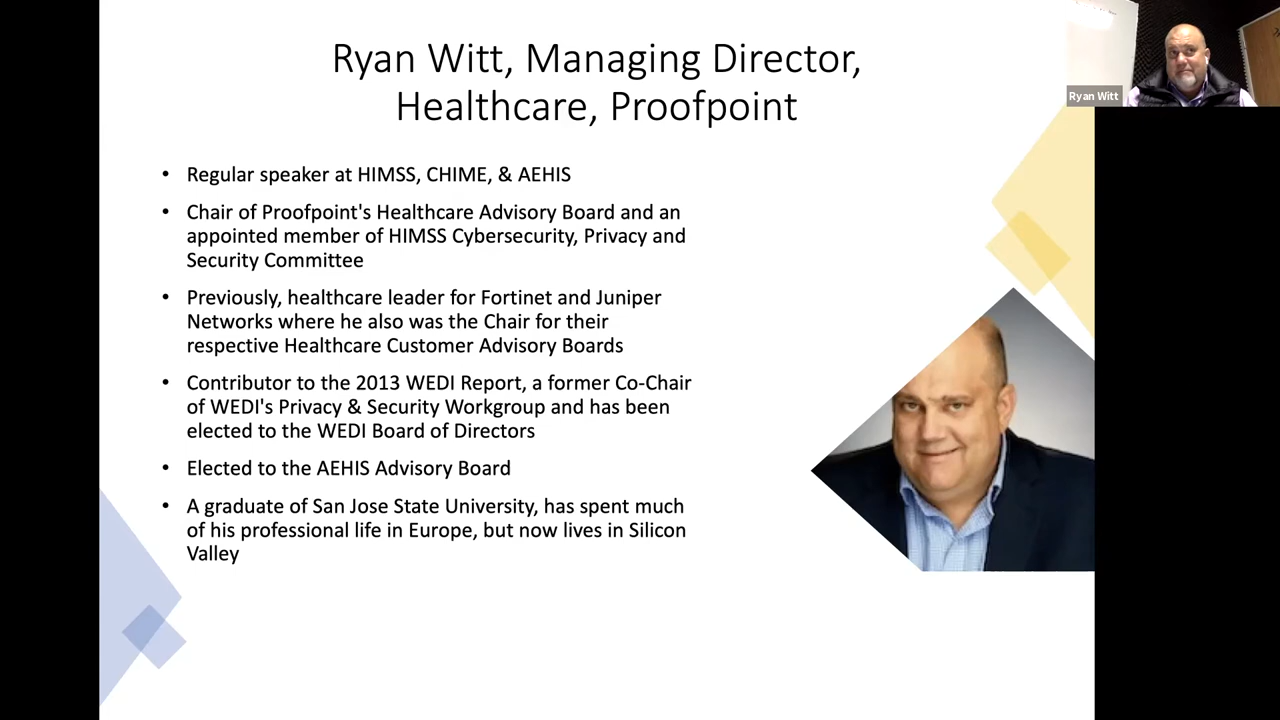 Ryan Witt, Managing Director,
Healthcare, Proofpoint
Ryan Witt
• Regular speaker at HIMSS, CHIME, & AEHIS
• Chair of Proofpoint's Healthcare Advisory Board and an
appointed member of HIMSS Cybersecurity, Privacy and
Security Committee
• Previously, healthcare leader for Fortinet and Juniper
Networks where he also was the Chair for their
respective Healthcare Customer Advisory Boards
• Contributor to the 2013 WEDI Report, a former Co-Chair
of WEDI's Privacy & Security Workgroup and has been
elected to the WEDI Board of Directors
• Elected to the AEHIS Advisory Board
• A graduate of San Jose State University, has spent much
of his professional life in Europe, but now lives in Silicon
Valley